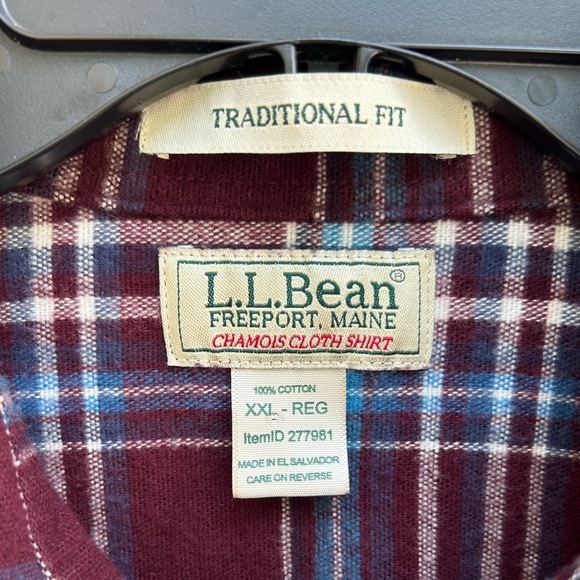 TRADITIONAL FIT
L.L.Bean®
FREEPORT, MAINE
CHAMOIS CLOTH SHIRT
100% COTTON
XXL - REG
ItemID 277981
MADE IN EL SALVADOR
CARE ON REVERSE